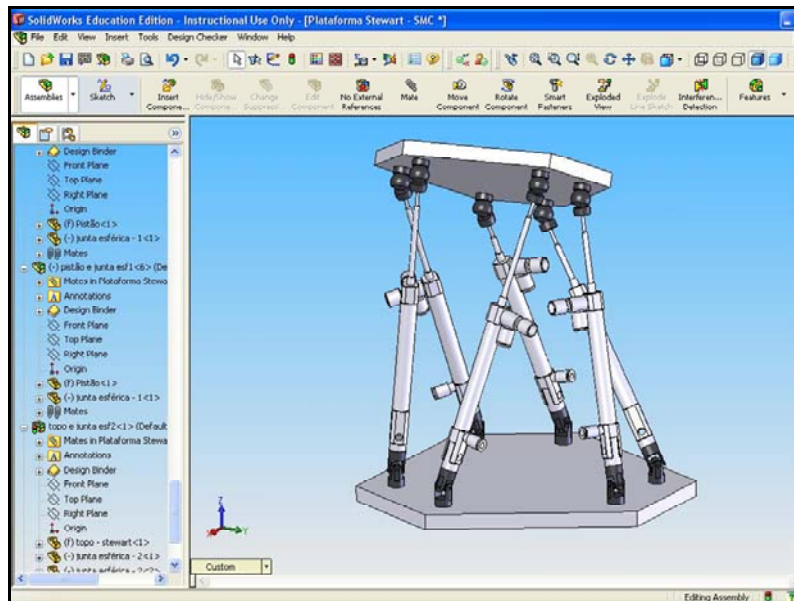 SolidWorks Education Edition - Instructional Use Only - [Plataforma Stewart - SMC *]
File Edit View Insert Tools Design Checker Window Help
Assemblies Sketch Insert Compone... Hide/Show Compone... Change Suppress... Edit Component No External References Mate Move Component Rotate Component Smart Fasteners Exploded View Explode Line Sketch Interferen... Detection Features
Design Binder
Front Plane
Top Plane
Right Plane
Origin
(f) Pistão<1>
(-) junta esférica - 1<1>
Mates
(-) pistão e junta esf1<6> (De
Mates in Plataforma Stewa
Annotations
Design Binder
Front Plane
Top Plane
Right Plane
Origin
(f) Pistão<1>
(-) junta esférica - 1<1>
Mates
topo e junta esf2<1> (Default
Mates in Plataforma Stewa
Annotations
Design Binder
Front Plane
Top Plane
Right Plane
Origin
(f) topo - stewart<1>
(-) junta esférica - 2<1>
(-) junta esférica - 2<2>
Z
X
Y
Custom
Editing Assembly